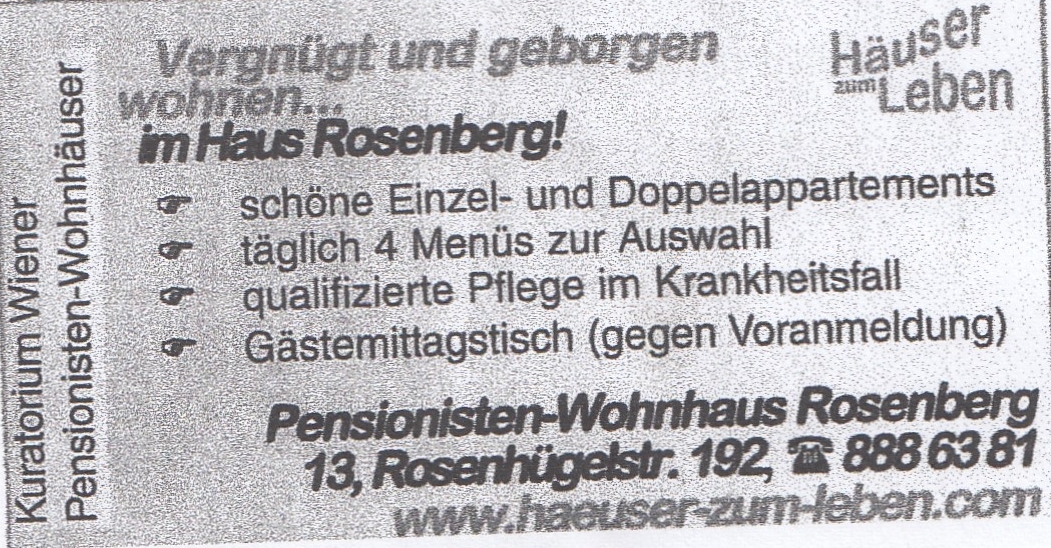 Kuratorium Wiener
Pensionisten-Wohnhäuser
Vergnügt und geborgen
wohnen...
im Haus Rosenberg!
Häuser
zum Leben
☞ schöne Einzel- und Doppelappartements
☞ täglich 4 Menüs zur Auswahl
☞ qualifizierte Pflege im Krankheitsfall
☞ Gästemittagstisch (gegen Voranmeldung)
Pensionisten-Wohnhaus Rosenberg
13, Rosenhügelstr. 192, ☎ 888 63 81
www.haeuser-zum-leben.com